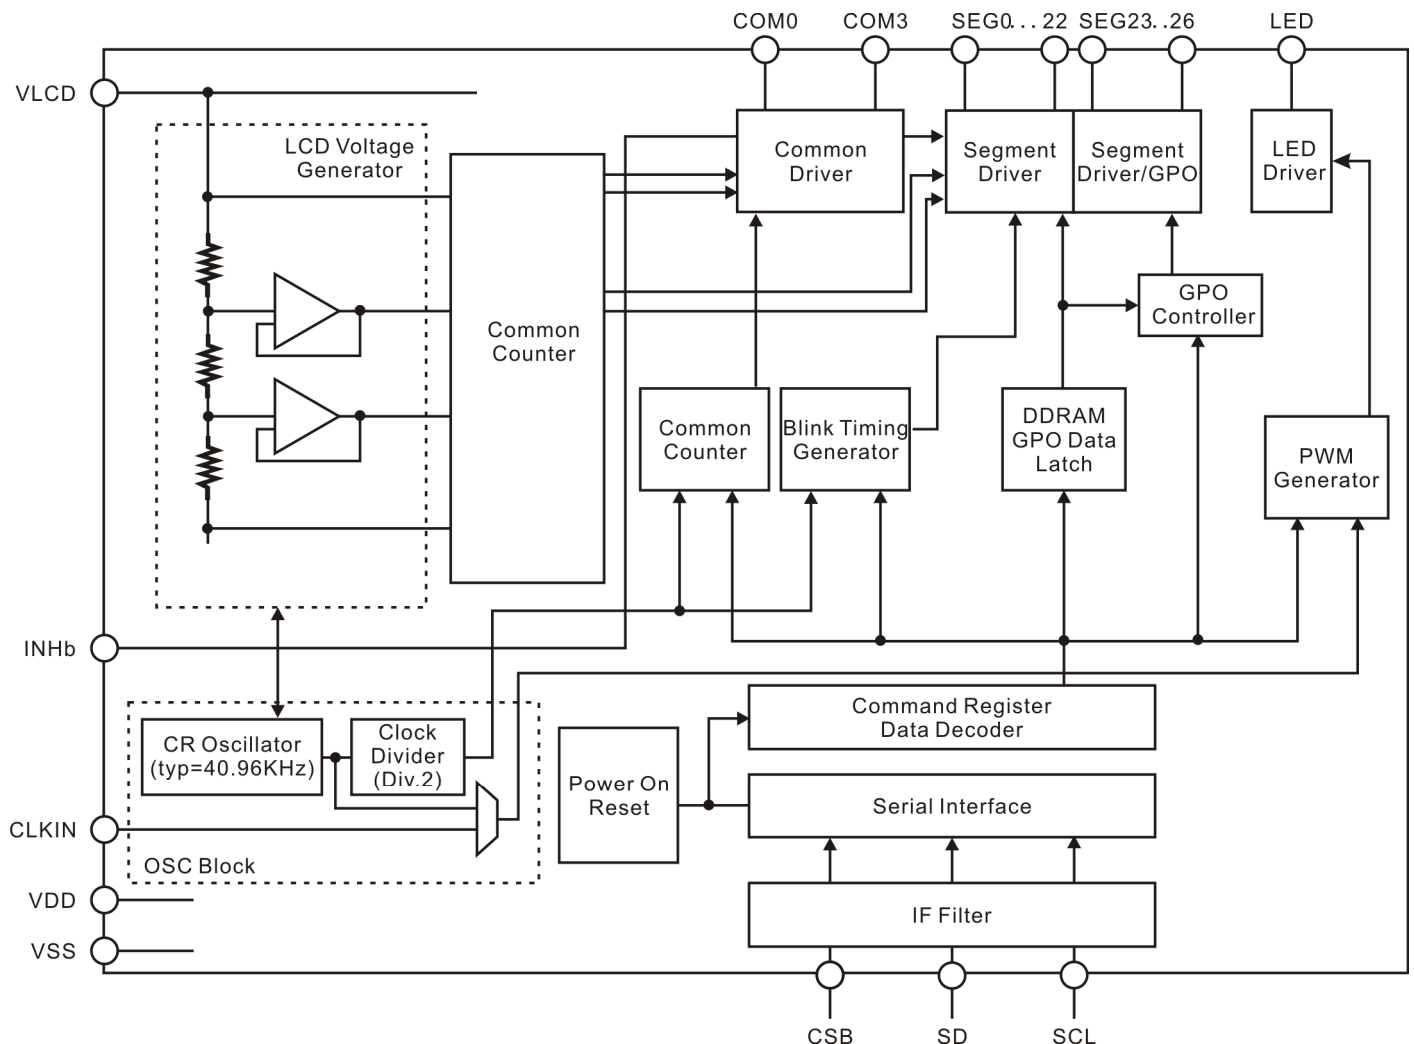 COM0 COM3 SEG0...22 SEG23..26 LED
VLCD
LCD Voltage
Generator
Common
Driver
Segment
Driver
Segment
Driver/GPO
LED
Driver
GPO
Controller
Common
Counter
Common
Counter
Blink Timing
Generator
DDRAM
GPO Data
Latch
PWM
Generator
INHb
CR Oscillator
(typ=40.96KHz)
Clock
Divider
(Div.2)
Power On
Reset
Command Register
Data Decoder
Serial Interface
CLKIN
OSC Block
VDD
IF Filter
VSS
CSB SD SCL